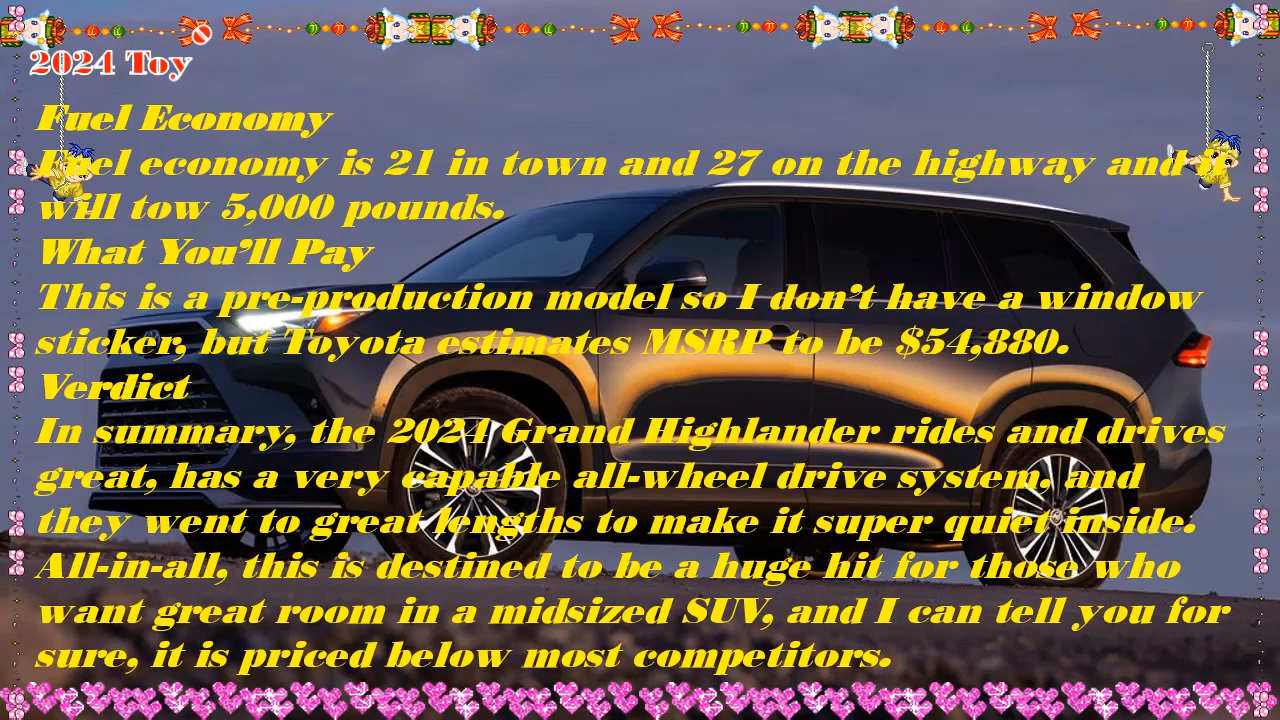 2024 Toy
Fuel Economy
Fuel economy is 21 in town and 27 on the highway and
will tow 5,000 pounds.
What You’ll Pay
This is a pre-production model so I don’t have a window
sticker, but Toyota estimates MSRP to be $54,880.
Verdict
In summary, the 2024 Grand Highlander rides and drives
great, has a very capable all-wheel drive system, and
they went to great lengths to make it super quiet inside.
All-in-all, this is destined to be a huge hit for those who
want great room in a midsized SUV, and I can tell you for
sure, it is priced below most competitors.